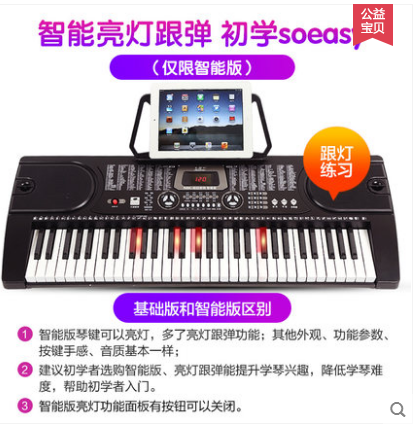 智能亮灯跟弹 初学soeasy
公益
宝贝
(仅限智能版)
跟灯
练习
基础版和智能版区别
1 智能版琴键可以亮灯，多了亮灯跟弹功能；其他外观、功能参数、
按键手感、音质基本一样；
2 建议初学者选购智能版、亮灯跟弹能提升学琴兴趣，降低学琴难
度，帮助初学者入门。
3 智能版亮灯功能面板有按钮可以关闭。